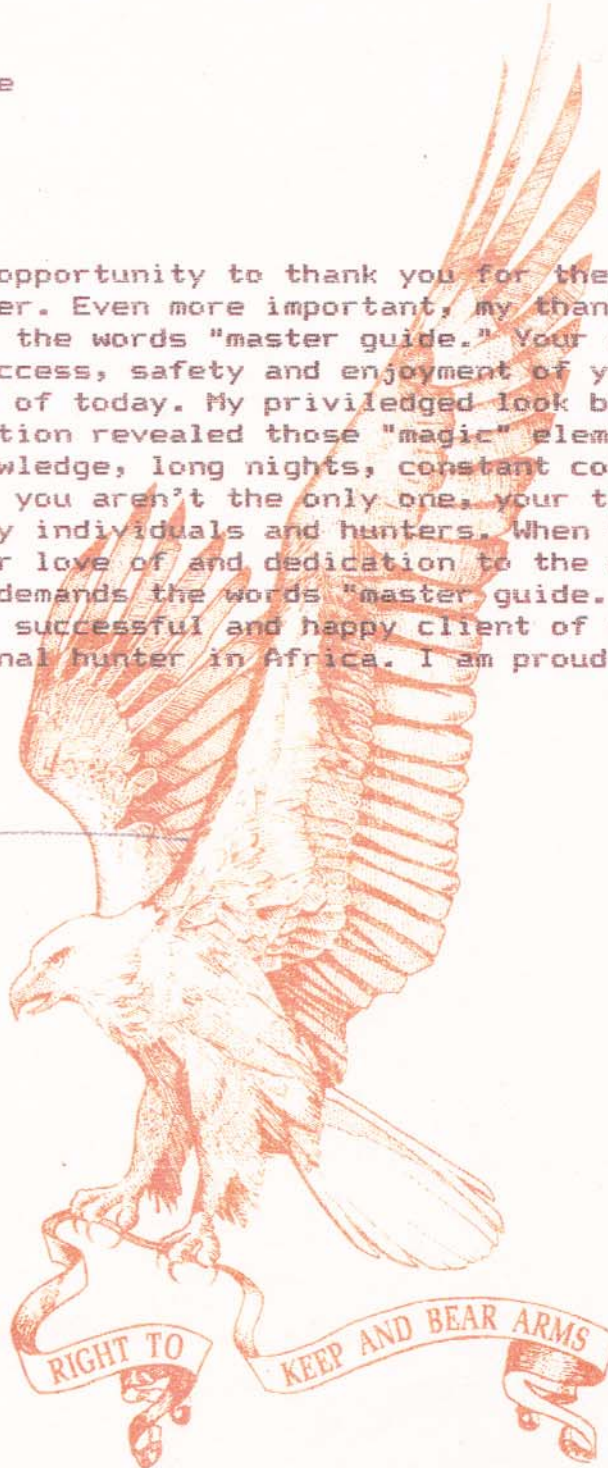 e
opportunity to thank you for the
er. Even more important, my than
the words "master guide." Your
ccess, safety and enjoyment of y
of today. My priviledged look b
tion revealed those "magic" elem
wledge, long nights, constant co
you aren't the only one, your t
y individuals and hunters. When
r love of and dedication to the
demands the words "master guide.
successful and happy client of
nal hunter in Africa. I am proud
RIGHT TO KEEP AND BEAR ARMS